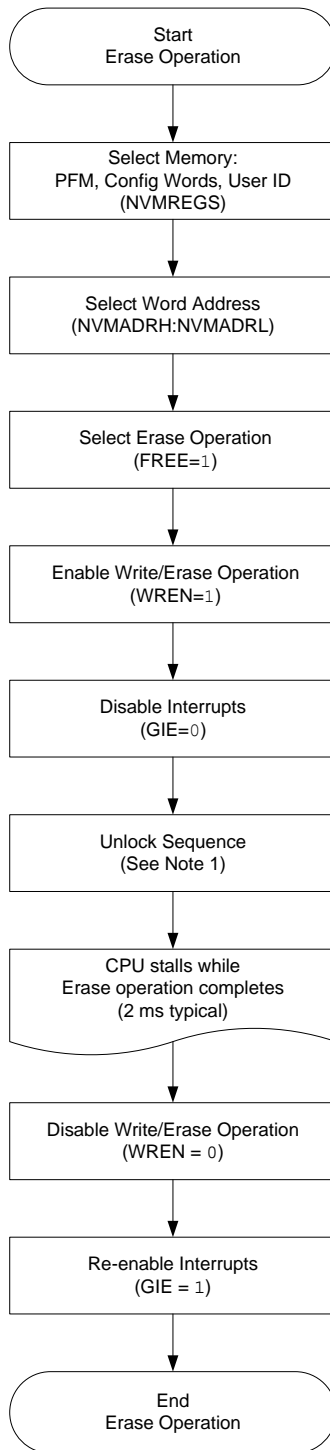 Start
Erase Operation
Select Memory:
PFM, Config Words, User ID
(NVMREGS)
Select Word Address
(NVMADRH:NVMADRL)
Select Erase Operation
(FREE=1)
Enable Write/Erase Operation
(WREN=1)
Disable Interrupts
(GIE=0)
Unlock Sequence
(See Note 1)
CPU stalls while
Erase operation completes
(2 ms typical)
Disable Write/Erase Operation
(WREN = 0)
Re-enable Interrupts
(GIE = 1)
End
Erase Operation